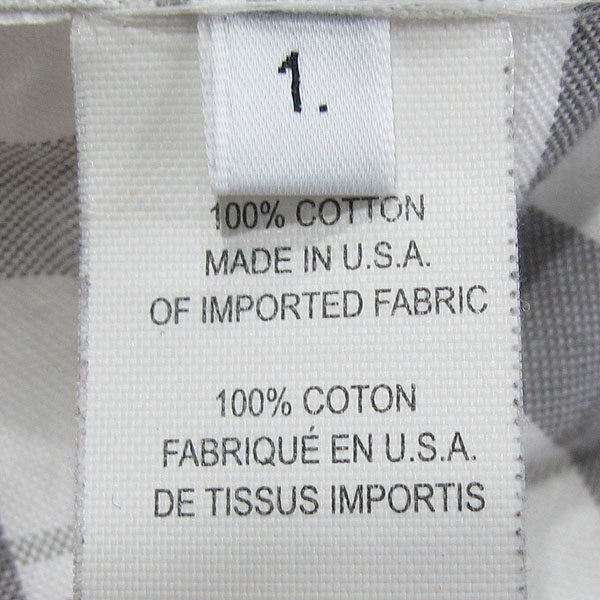 1.
100% COTTON
MADE IN U.S.A.
OF IMPORTED FABRIC
100% COTON
FABRIQUÉ EN U.S.A.
DE TISSUS IMPORTIS